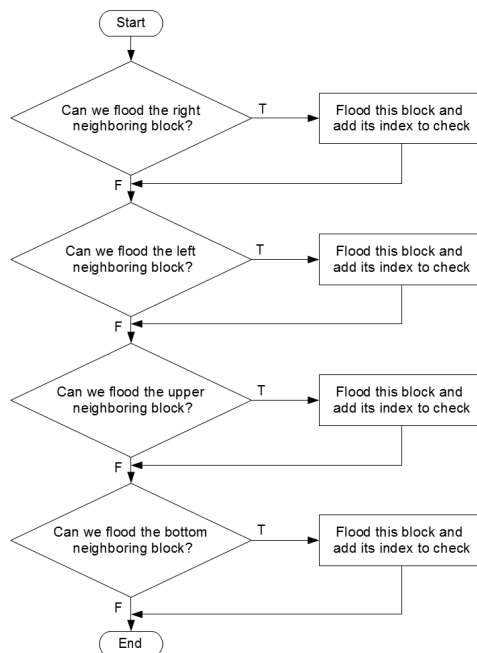 Start
Can we flood the right
neighboring block?
T
Flood this block and
add its index to check
F
Can we flood the left
neighboring block?
T
Flood this block and
add its index to check
F
Can we flood the upper
neighboring block?
T
Flood this block and
add its index to check
F
Can we flood the bottom
neighboring block?
T
Flood this block and
add its index to check
F
End